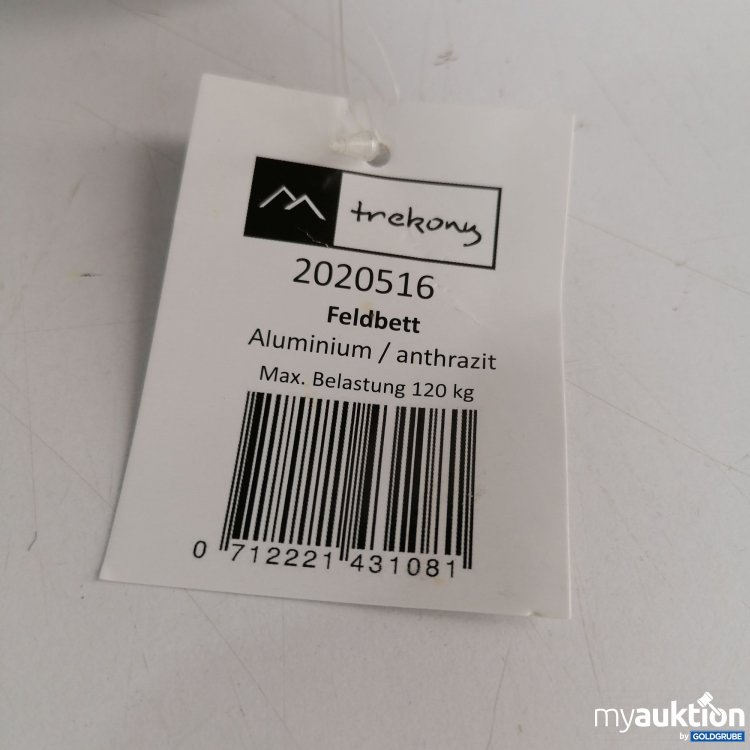 trekony
2020516
Feldbett
Aluminium / anthrazit
Max. Belastung 120 kg
0 712221 431081
myauktion
by GOLDGRUBE